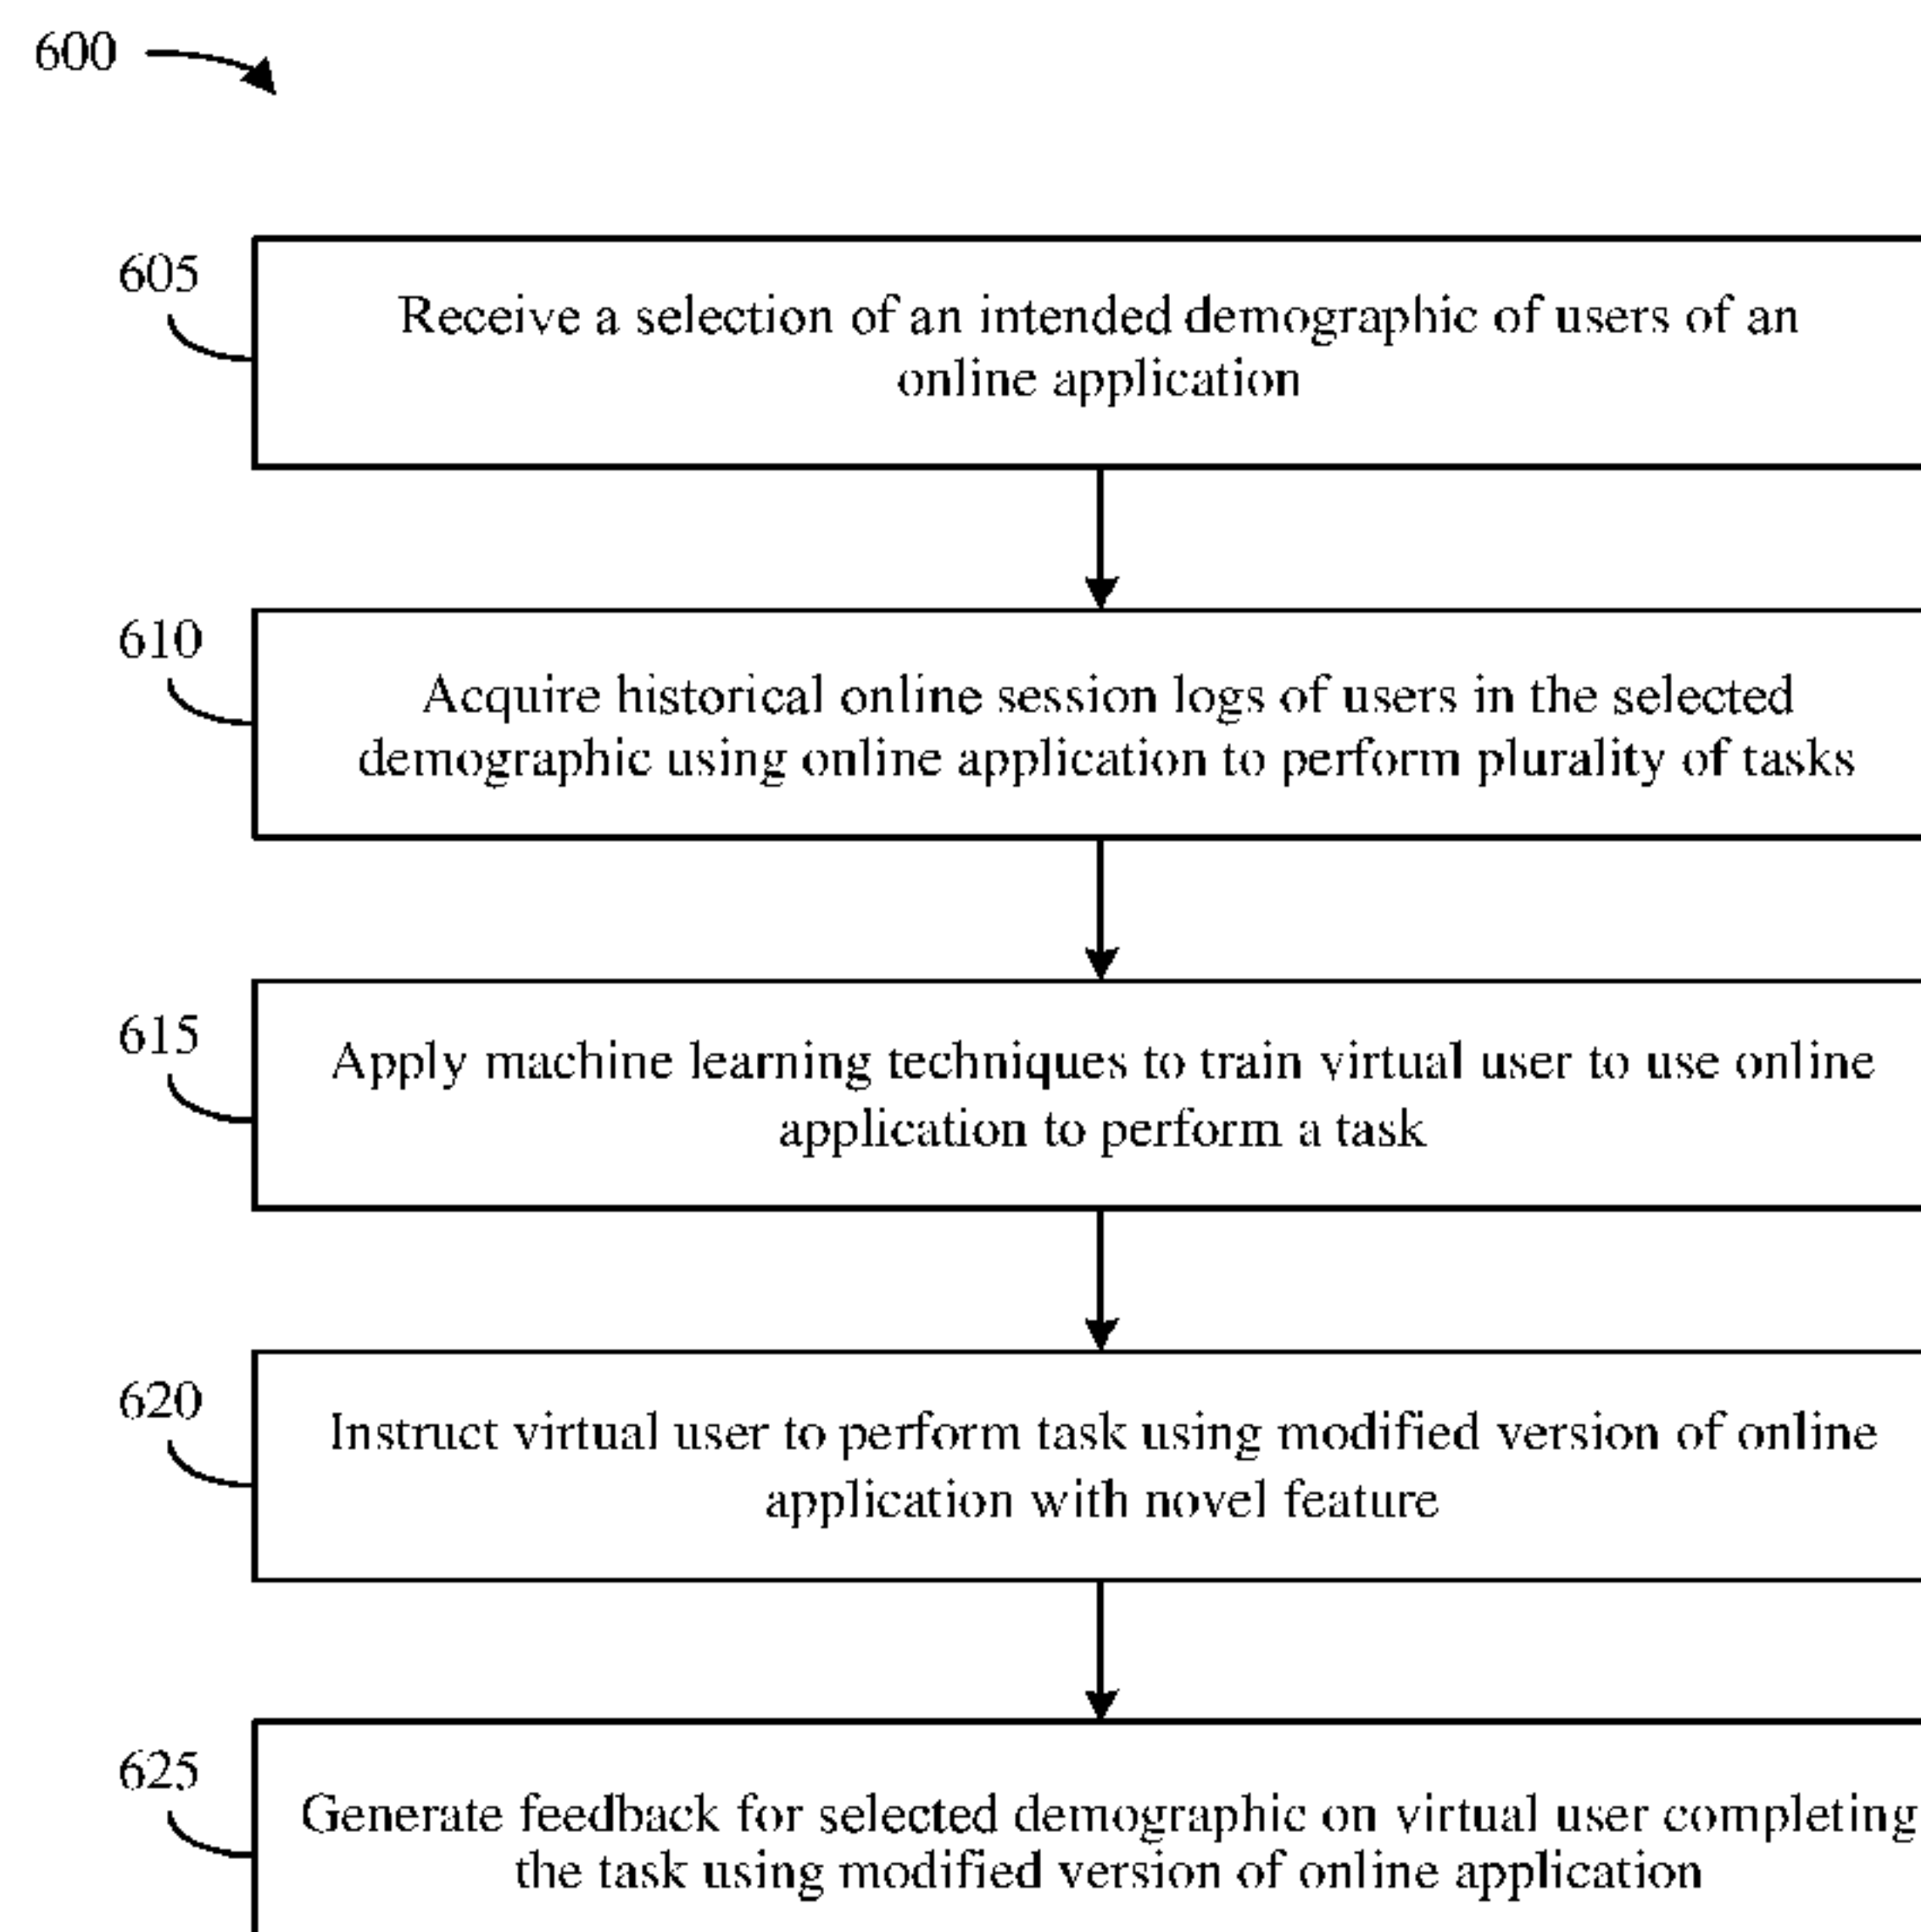 600
605
Receive a selection of an intended demographic of users of an
online application
610
Acquire historical online session logs of users in the selected
demographic using online application to perform plurality of tasks
615
Apply machine learning techniques to train virtual user to use online
application to perform a task
620
Instruct virtual user to perform task using modified version of online
application with novel feature
625
Generate feedback for selected demographic on virtual user completing
the task using modified version of online application